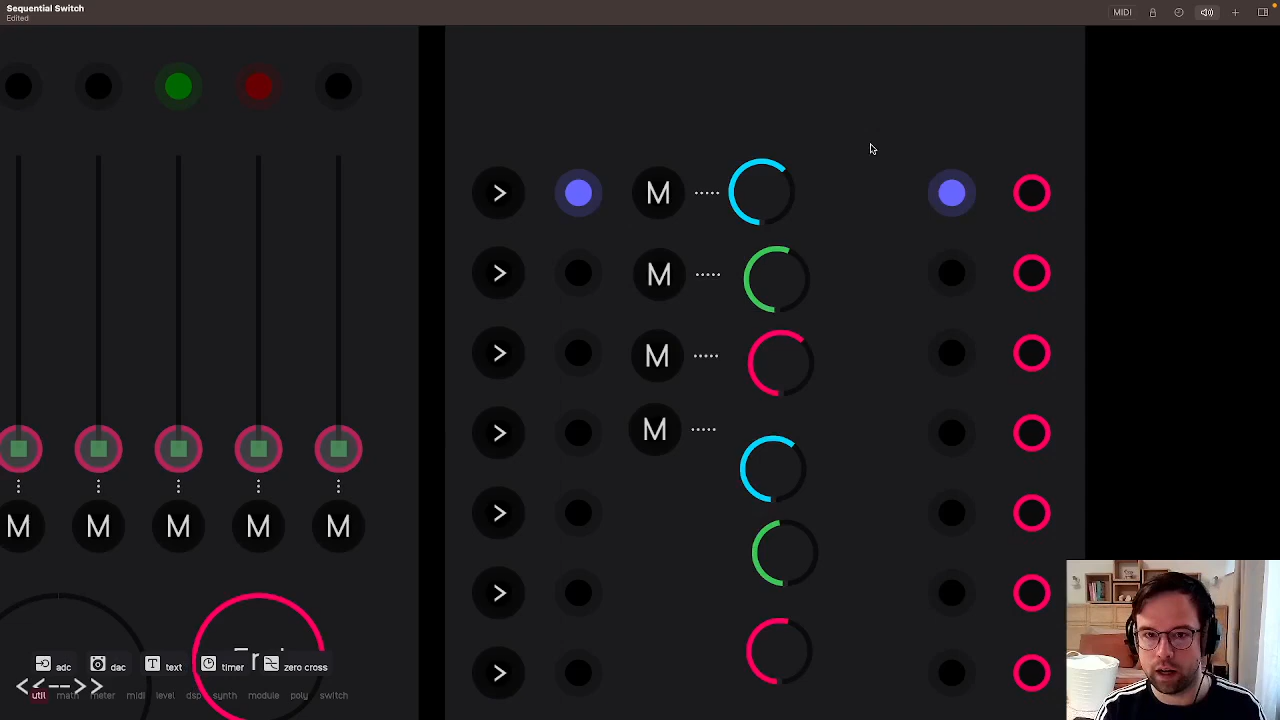 Sequential Switch
Edited
MIDI
> M
> M
> M
> M
>
>
>
M M M M M
adc dac text timer zero cross
<<-->>
util math meter midi level dsp synth module poly switch